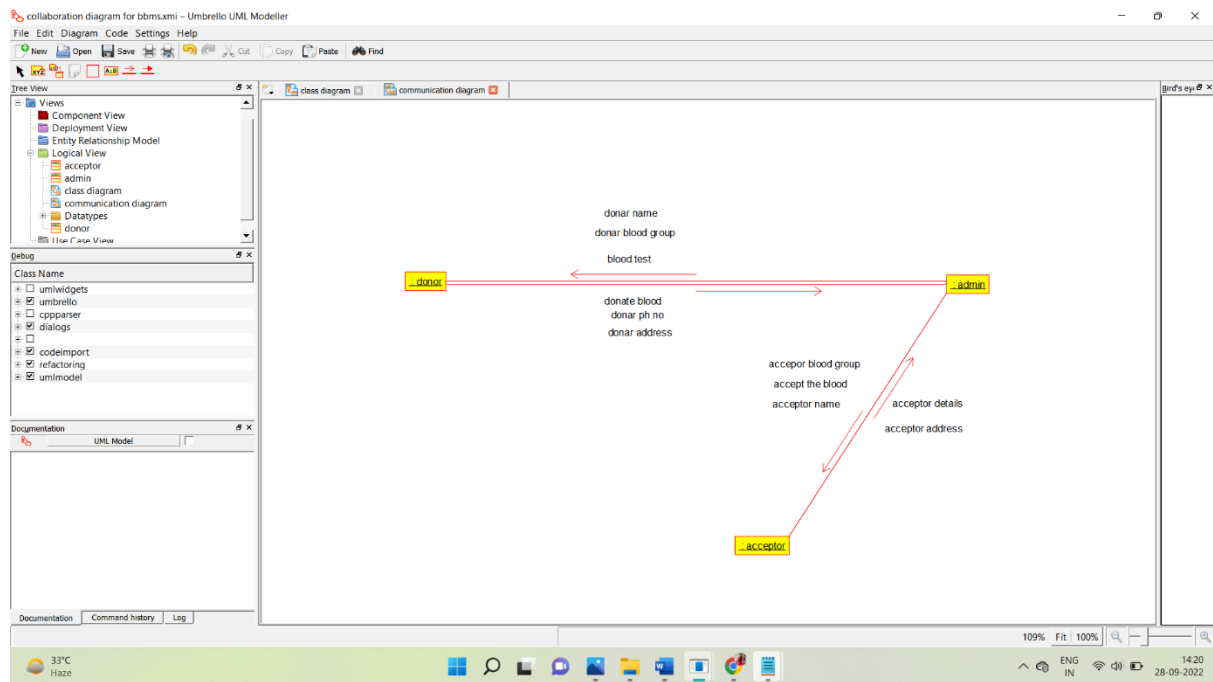 collaboration diagram for bbms.xmi – Umbrello UML Modeller
File Edit Diagram Code Settings Help
New Open Save Cut Copy Paste Find
xyz A:B
Tree View
class diagram communication diagram
Bird's eye
Views
Component View
Deployment View
Entity Relationship Model
Logical View
acceptor
admin
class diagram
communication diagram
Datatypes
donor
Use Case View
Debug
Class Name
umlwidgets
umbrello
cppparser
dialogs
codeimport
refactoring
umlmodel
Documentation
UML Model
donar name
donar blood group
blood test
: donor
: admin
donate blood
donar ph no
donar address
accepor blood group
accept the blood
acceptor name
acceptor details
acceptor address
: acceptor
Documentation Command history Log
109% Fit 100%
33°C
Haze
ENG
IN
14:20
28-09-2022